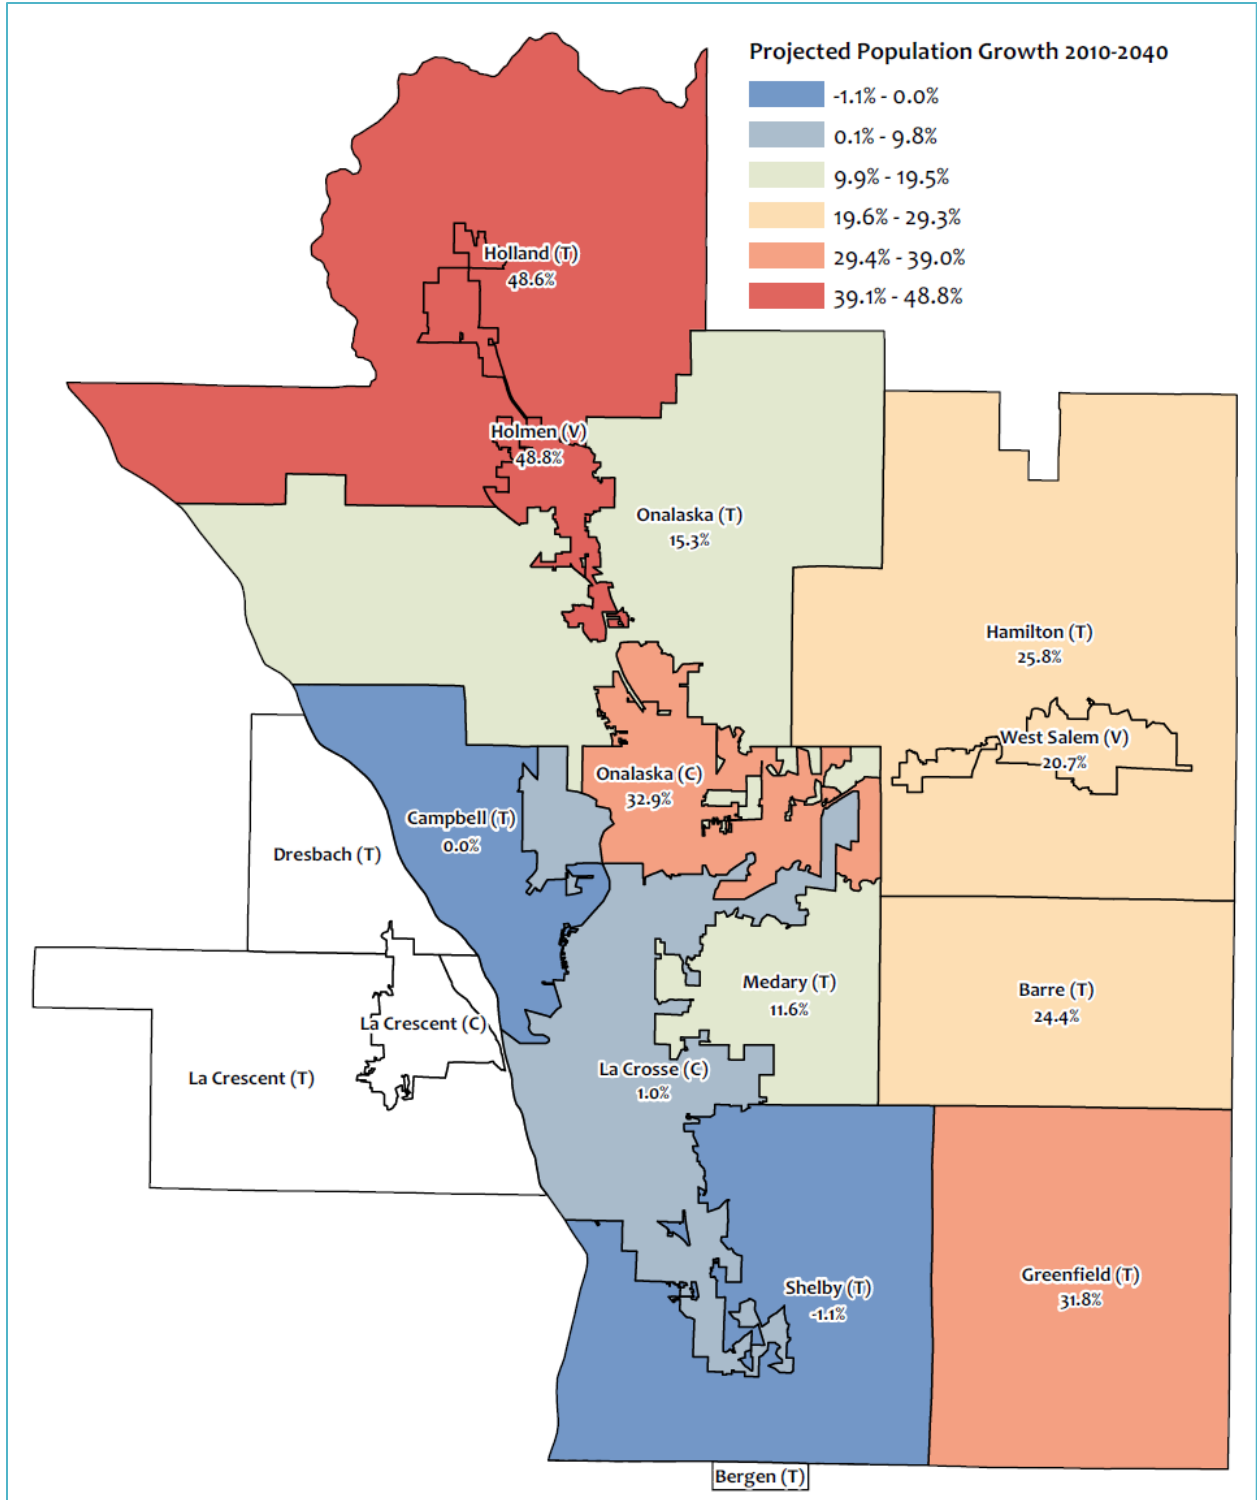 Projected Population Growth 2010-2040
-1.1% - 0.0%
0.1% - 9.8%
9.9% - 19.5%
19.6% - 29.3%
29.4% - 39.0%
39.1% - 48.8%
Holland (T)
48.6%
Holmen (V)
48.8%
Onalaska (T)
15.3%
Hamilton (T)
25.8%
West Salem (V)
20.7%
Onalaska (C)
32.9%
Campbell (T)
0.0%
Dresbach (T)
Medary (T)
11.6%
Barre (T)
24.4%
La Crescent (C)
La Crescent (T)
La Crosse (C)
1.0%
Shelby (T)
-1.1%
Greenfield (T)
31.8%
Bergen (T)